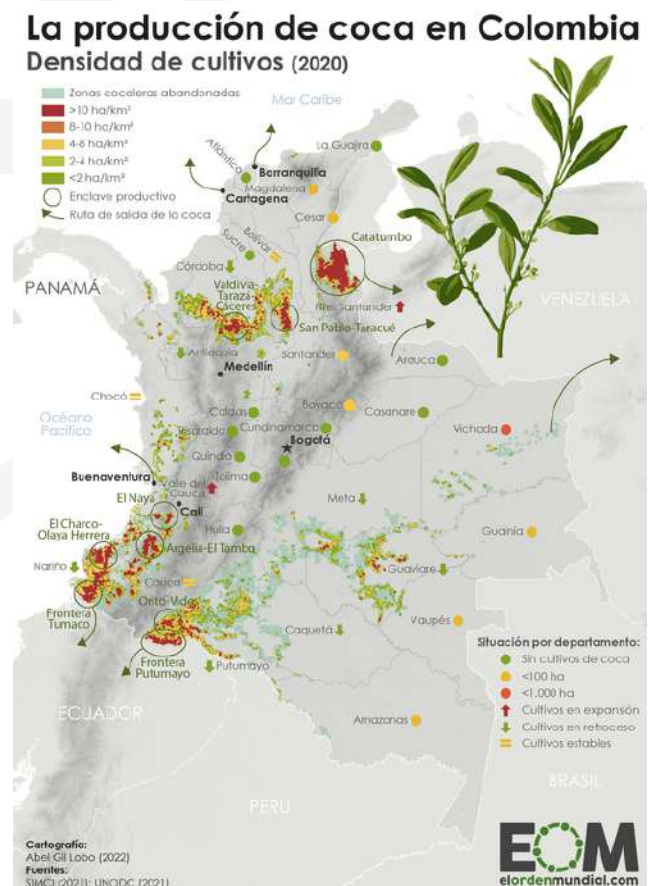 La producción de coca en Colombia
Densidad de cultivos (2020)
Zonas cocaleras abandonadas
>10 ha/km²
8-10 ha/km²
4-8 ha/km²
2-4 ha/km²
<2 ha/km²
Enclave productivo
Ruta de salida de la coca
Mar Caribe
La Guajira
Atlántico
Barranquilla
Magdalena
Cartagena
Cesar
Catatumbo
Sucre
Bolívar
Córdoba
PANAMÁ
Valdivia-
Tarazá-
Cáceres
Nte. Santander
VENEZUELA
San Pablo-Taracué
Antioquia
Santander
Arauca
Medellín
Chocó
Boyacá
Caldas
Casanare
Océano
Pacífico
Risaralda
Cundinamarca
Bogotá
Vichada
Quindío
Buenaventura
Tolima
Valle del
Cauca
Meta
El Naya
Cali
El Charco-
Olaya Herrera
Guainía
Argelia-El Tambo
Huila
Nariño
Cauca
Guaviare
Orito-Vides
Frontera
Tumaco
Vaupés
Caquetá
Frontera
Putumayo
Putumayo
Situación por departamento:
Sin cultivos de coca
<100 ha
<1.000 ha
Cultivos en expansión
Cultivos en retroceso
Cultivos estables
ECUADOR
Amazonas
BRASIL
PERÚ
Cartografía:
Abel Gil Lobo (2022)
Fuentes:
SIMCI (2021); UNODC (2021)
EOM
elordenmundial.com